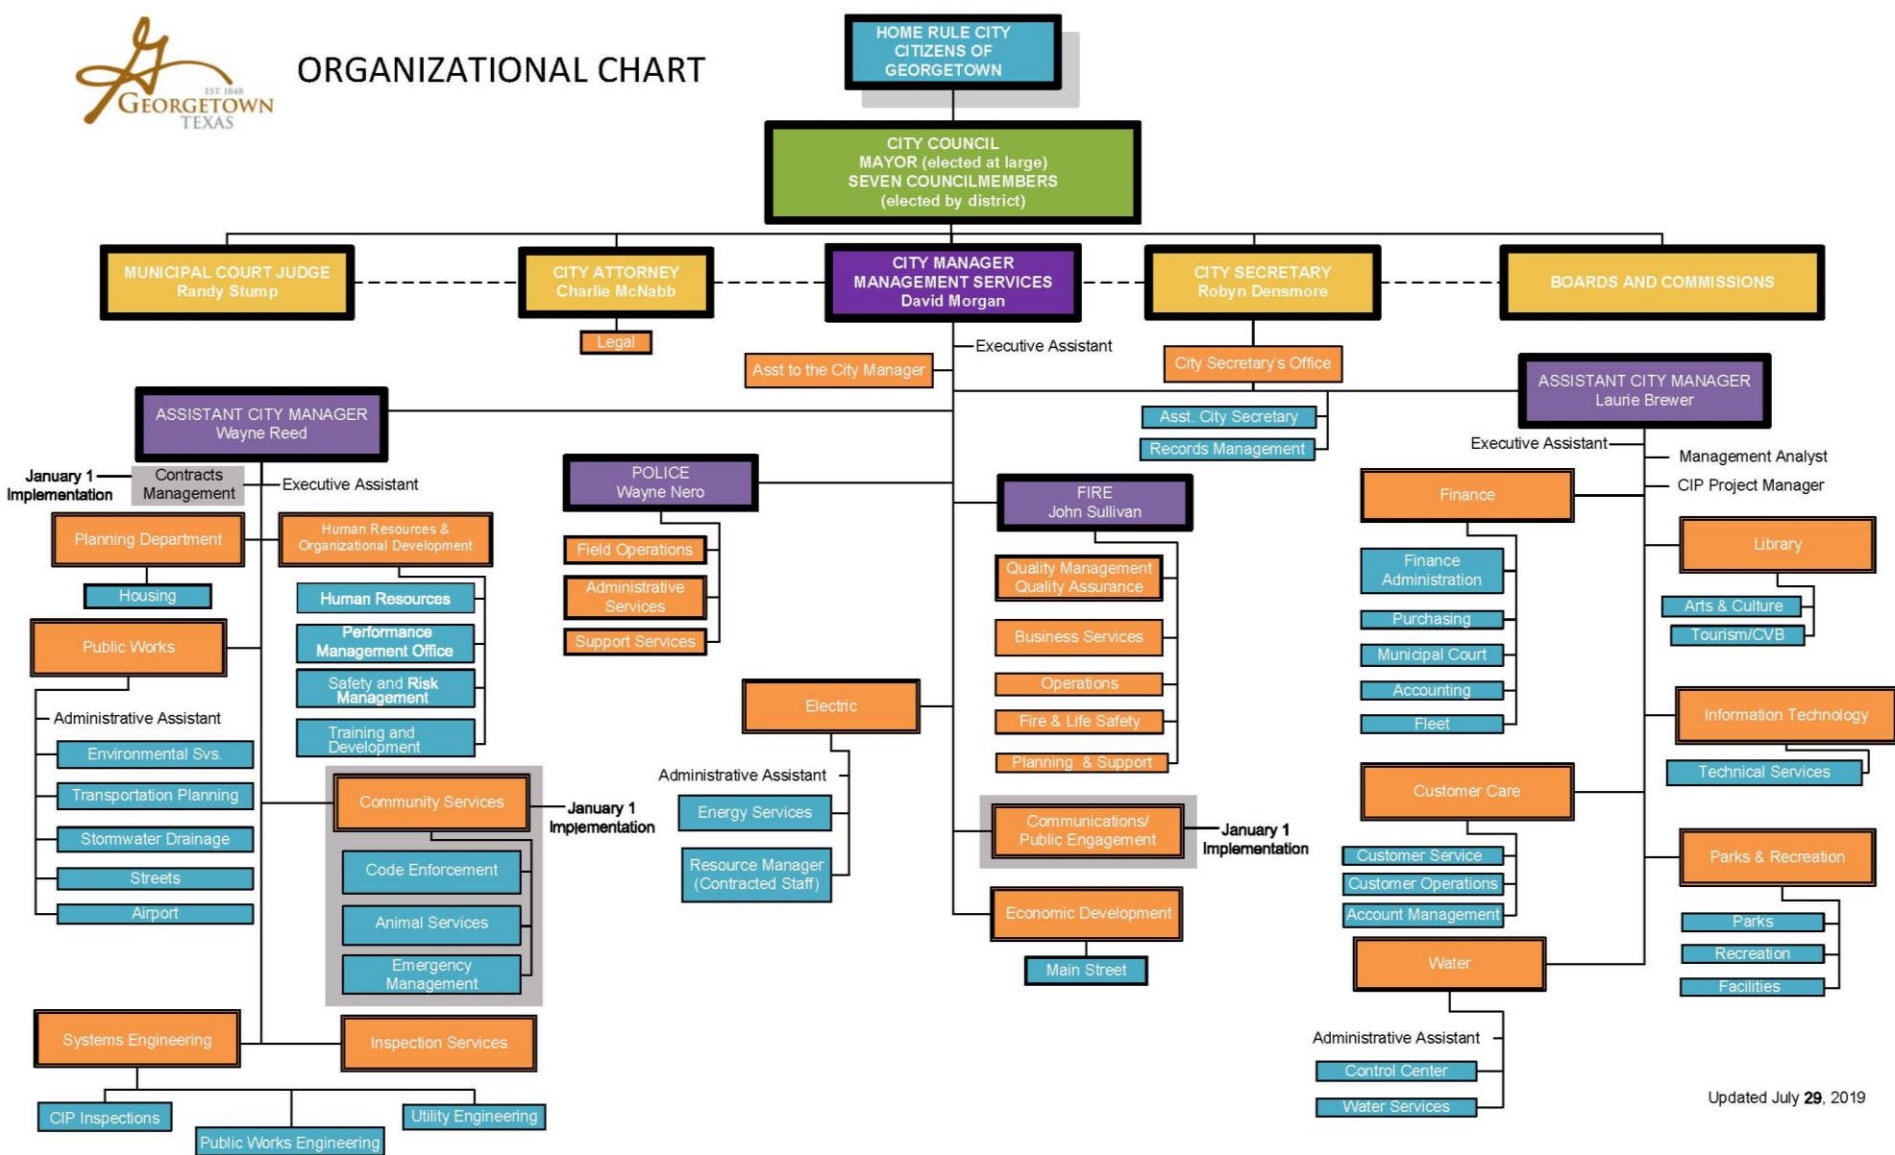 EST. 1848
GEORGETOWN
TEXAS
ORGANIZATIONAL CHART
HOME RULE CITY
CITIZENS OF
GEORGETOWN
CITY COUNCIL
MAYOR (elected at large)
SEVEN COUNCILMEMBERS
(elected by district)
MUNICIPAL COURT JUDGE
Randy Stump
CITY ATTORNEY
Charlie McNabb
CITY MANAGER
MANAGEMENT SERVICES
David Morgan
CITY SECRETARY
Robyn Densmore
BOARDS AND COMMISSIONS
Legal
Executive Assistant
Asst to the City Manager
City Secretary's Office
Asst. City Secretary
Records Management
ASSISTANT CITY MANAGER
Wayne Reed
January 1
Implementation
Contracts
Management
Executive Assistant
Planning Department
Housing
Human Resources &
Organizational Development
Human Resources
Performance
Management Office
Safety and Risk
Management
Training and
Development
Public Works
Administrative Assistant
Environmental Svs.
Transportation Planning
Stormwater Drainage
Streets
Airport
Community Services
January 1
Implementation
Code Enforcement
Animal Services
Emergency
Management
Systems Engineering
Inspection Services
CIP Inspections
Public Works Engineering
Utility Engineering
POLICE
Wayne Nero
Field Operations
Administrative
Services
Support Services
FIRE
John Sullivan
Quality Management
Quality Assurance
Business Services
Operations
Fire & Life Safety
Planning & Support
Electric
Administrative Assistant
Energy Services
Resource Manager
(Contracted Staff)
Communications/
Public Engagement
January 1
Implementation
Economic Development
Main Street
ASSISTANT CITY MANAGER
Laurie Brewer
Executive Assistant
Management Analyst
CIP Project Manager
Finance
Finance
Administration
Purchasing
Municipal Court
Accounting
Fleet
Library
Arts & Culture
Tourism/CVB
Information Technology
Technical Services
Customer Care
Customer Service
Customer Operations
Account Management
Parks & Recreation
Parks
Recreation
Facilities
Water
Administrative Assistant
Control Center
Water Services
Updated July 29, 2019